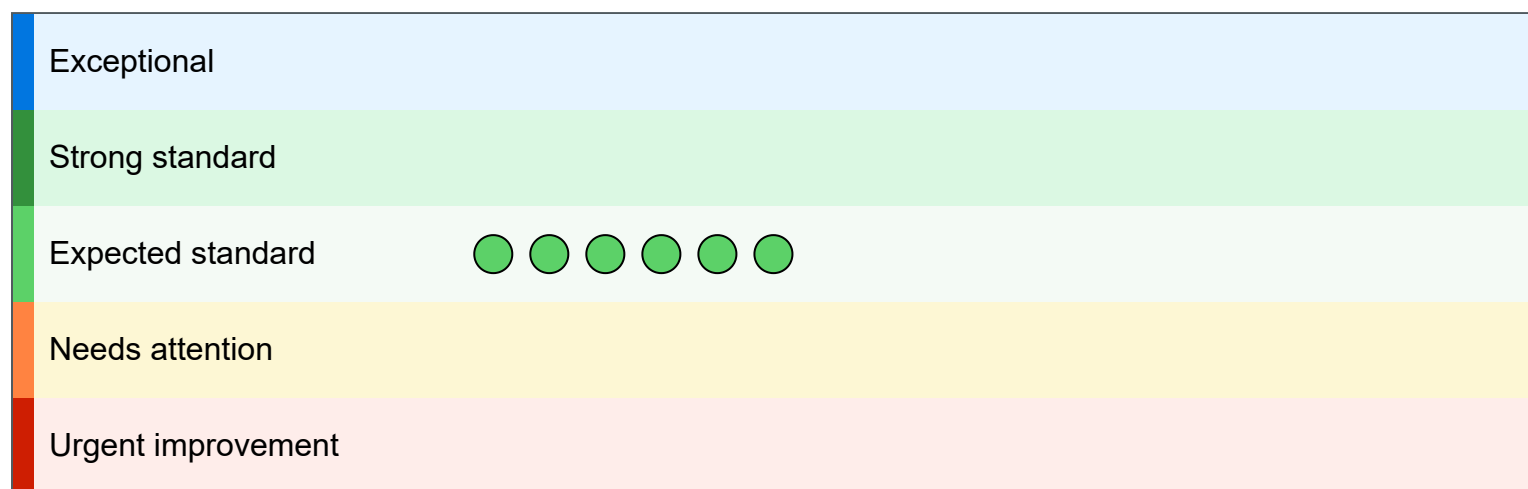 Exceptional
Strong standard
Expected standard
Needs attention
Urgent improvement